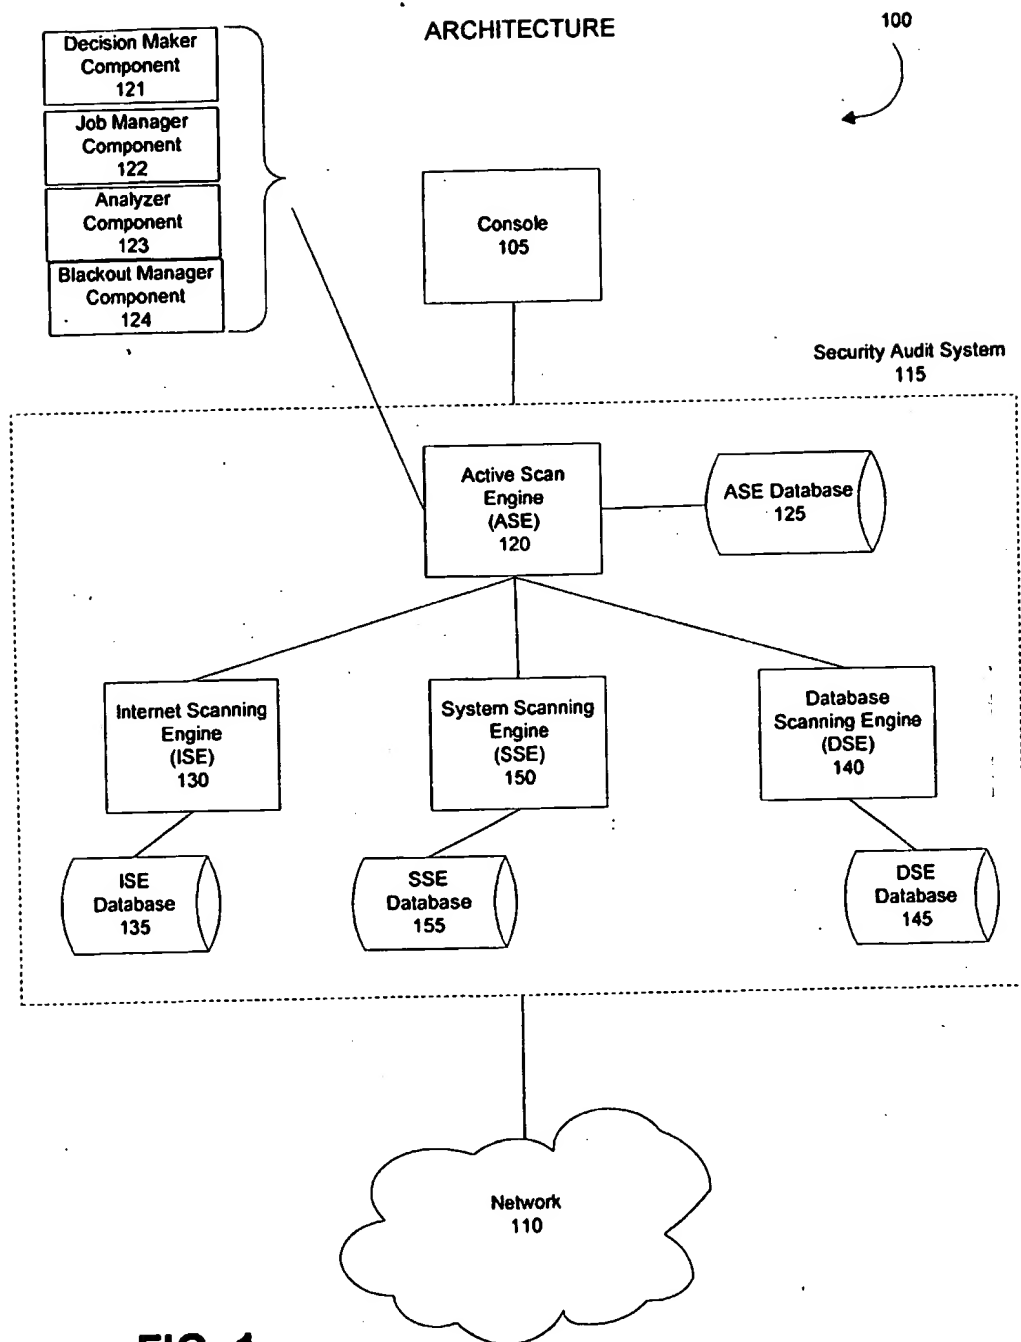 ARCHITECTURE
100
Decision Maker
Component
121
Job Manager
Component
122
Analyzer
Component
123
Blackout Manager
Component
124
Console
105
Security Audit System
115
Active Scan
Engine
(ASE)
120
ASE Database
125
Internet Scanning
Engine
(ISE)
130
System Scanning
Engine
(SSE)
150
Database
Scanning Engine
(DSE)
140
ISE
Database
135
SSE
Database
155
DSE
Database
145
Network
110
FIG. 1